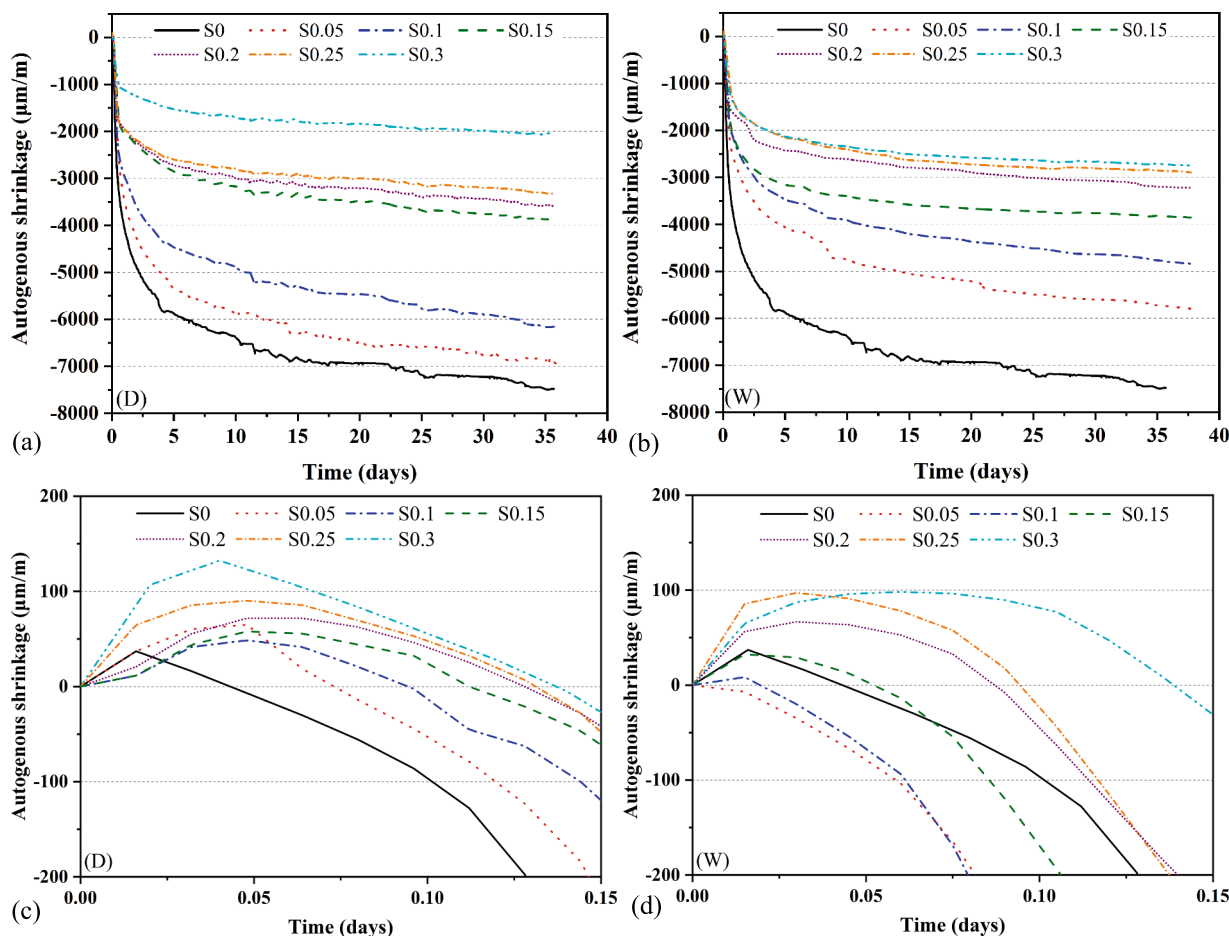 S0 S0.05 S0.1 S0.15
S0.2 S0.25 S0.3
0
-1000
-2000
-3000
-4000
-5000
-6000
-7000
-8000
Autogenous shrinkage (μm/m)
(D)
0 5 10 15 20 25 30 35 40
Time (days)
(a)
S0 S0.05 S0.1 S0.15
S0.2 S0.25 S0.3
0
-1000
-2000
-3000
-4000
-5000
-6000
-7000
-8000
Autogenous shrinkage (μm/m)
(W)
0 5 10 15 20 25 30 35 40
Time (days)
(b)
200
S0 S0.05 S0.1 S0.15
S0.2 S0.25 S0.3
100
0
-100
-200
Autogenous shrinkage (μm/m)
(D)
0.00 0.05 0.10 0.15
Time (days)
(c)
200
S0 S0.05 S0.1 S0.15
S0.2 S0.25 S0.3
100
0
-100
-200
Autogenous shrinkage (μm/m)
(W)
0.00 0.05 0.10 0.15
Time (days)
(d)